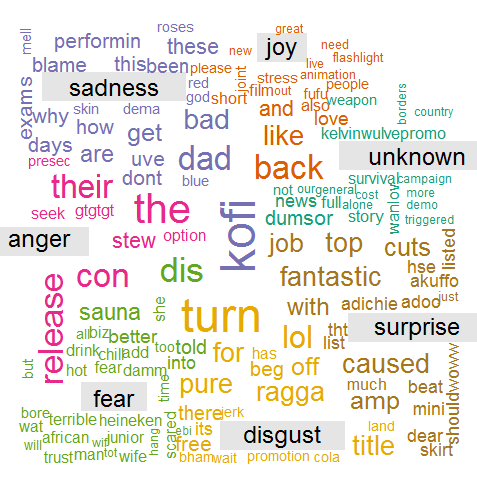 roses
great
mell
performin
these
new
joy
need
flashlight
blame
this
been
please
live
animation
exams
sadness
red
joint
stress
people
skin
dema
god
short
film
out
fufu
weapon
borders
why
how
get
bad
and
also
love
country
days
are
uve
dad
like
kelvinwulvepromo
presec
dont
blue
back
unknown
their
the
kofi
not
ourgeneral
survival
campaign
seek
gtgtgt
news
full
alone
cost
more
wanlov
demo
anger
stew
option
dumsor
story
triggered
release
con
dis
job
top
cuts
listed
fantastic
hse
akuffo
sauna
she
turn
with
adichie
adoo
just
all
biz
better
too
told
lol
tht
list
surprise
but
drink
chill
add
into
for
has
beg
off
caused
should
woww
hot
fear
damm
time
pure
ragga
much
beat
amp
mini
fear
bore
terrible
heineken
scared
there
jerk
land
wat
african
wif
junior
hang
ebi
its
free
disgust
title
dear
skirt
will
trust
man
tot
wife
bham
wait
promotion
cola